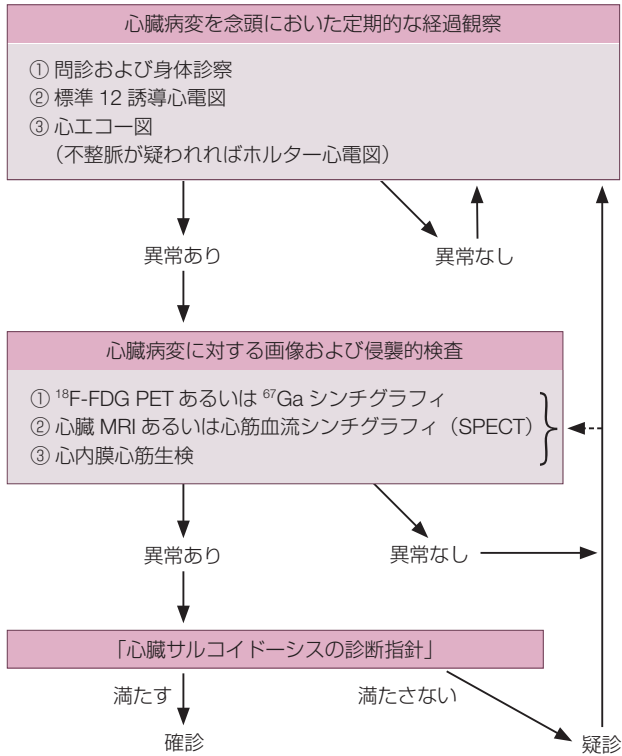 心臓病変を念頭においた定期的な経過観察
① 問診および身体診察
② 標準 12 誘導心電図
③ 心エコー図
（不整脈が疑われればホルター心電図）
異常あり
異常なし
心臓病変に対する画像および侵襲的検査
① ¹⁸F-FDG PET あるいは ⁶⁷Ga シンチグラフィ
② 心臓 MRI あるいは心筋血流シンチグラフィ（SPECT）
③ 心内膜心筋生検
異常あり
異常なし
「心臓サルコイドーシスの診断指針」
満たす
満たさない
確診
疑診